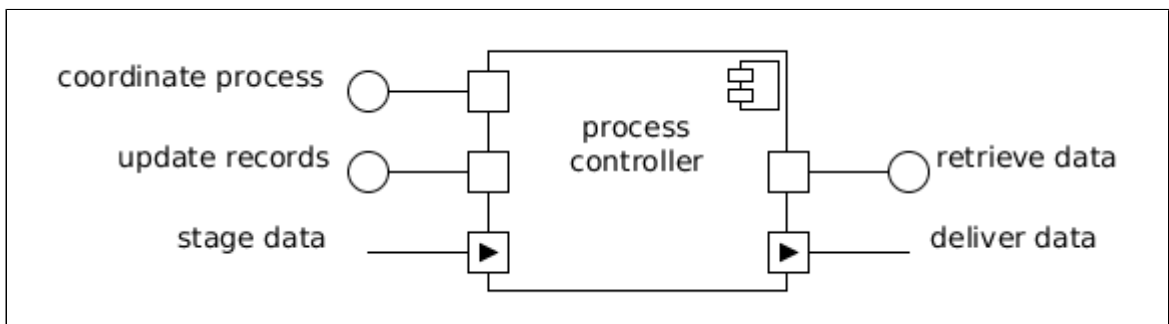 coordinate process
process
controller
update records
retrieve data
stage data
deliver data